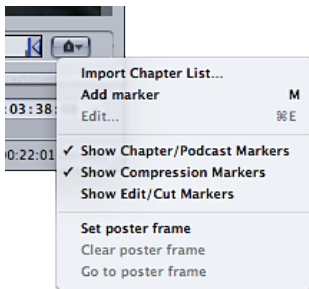 Import Chapter List...
Add marker M
Edit... ⌘E
:03:38:
✓ Show Chapter/Podcast Markers
0:22:01
✓ Show Compression Markers
Show Edit/Cut Markers
Set poster frame
Clear poster frame
Go to poster frame